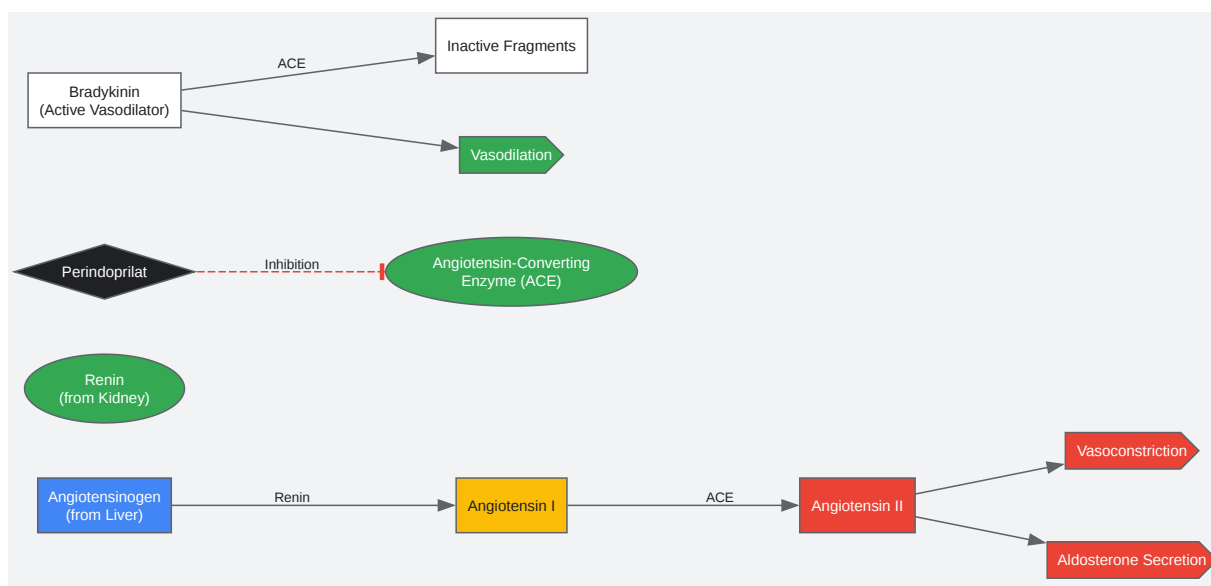 Inactive Fragments
ACE
Bradykinin
(Active Vasodilator)
Vasodilation
Perindoprilat
Inhibition
Angiotensin-Converting
Enzyme (ACE)
Renin
(from Kidney)
Vasoconstriction
Angiotensinogen
(from Liver)
Renin
Angiotensin I
ACE
Angiotensin II
Aldosterone Secretion